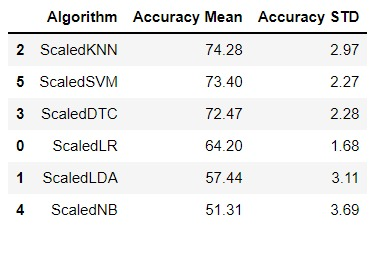 Algorithm Accuracy Mean Accuracy STD
2 ScaledKNN 74.28 2.97
5 ScaledSVM 73.40 2.27
3 ScaledDTC 72.47 2.28
0 ScaledLR 64.20 1.68
1 ScaledLDA 57.44 3.11
4 ScaledNB 51.31 3.69